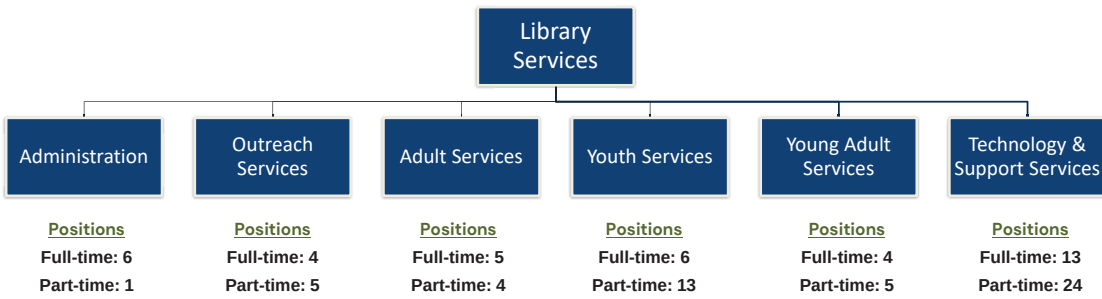 Library
Services
Administration
Outreach
Services
Adult Services
Youth Services
Young Adult
Services
Technology &
Support Services
Positions
Full-time: 6
Part-time: 1
Positions
Full-time: 4
Part-time: 5
Positions
Full-time: 5
Part-time: 4
Positions
Full-time: 6
Part-time: 13
Positions
Full-time: 4
Part-time: 5
Positions
Full-time: 13
Part-time: 24